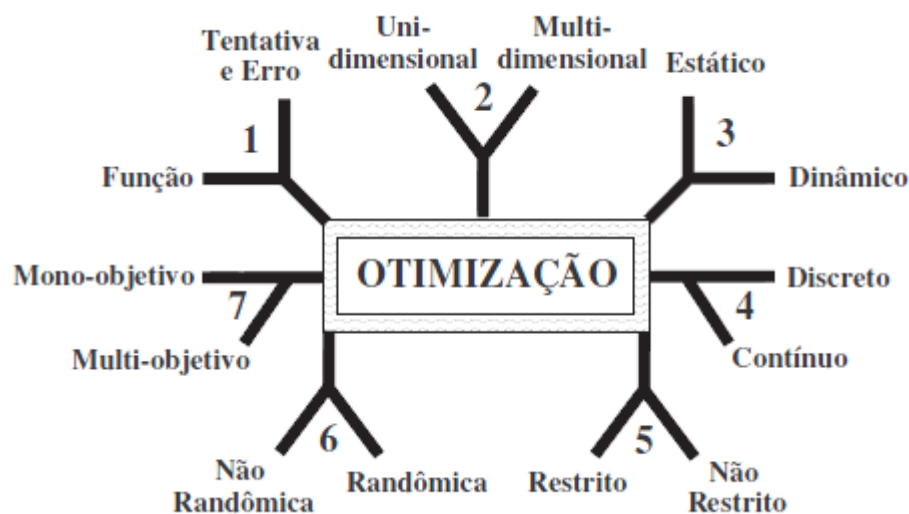 Tentativa
e Erro
1
Função
Uni-
dimensional
2
Multi-
dimensional
Estático
3
Dinâmico
OTIMIZAÇÃO
Mono-objetivo
7
Multi-objetivo
Discreto
4
Contínuo
Não
Randômica
6
Randômica
Restrito
5
Não
Restrito